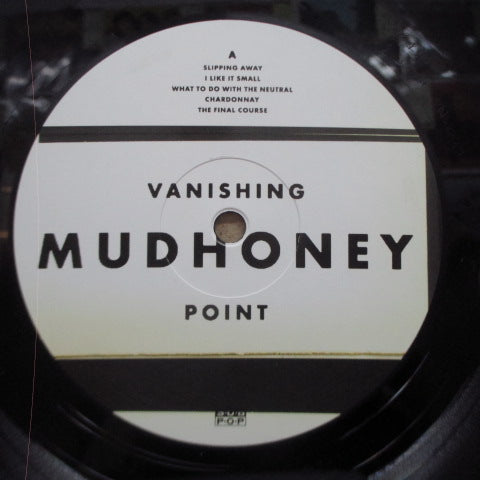 A
SLIPPING AWAY
I LIKE IT SMALL
WHAT TO DO WITH THE NEUTRAL
CHARDONNAY
THE FINAL COURSE
VANISHING
MUDHONEY
POINT
SUB
POP